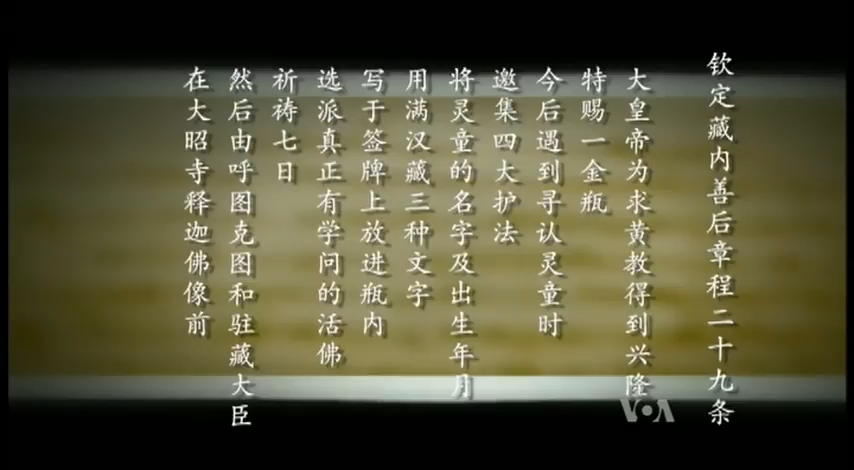 钦定藏内善后章程二十九条
大皇帝为求黄教得到兴隆
特赐一金瓶
今后遇到寻认灵童时
邀集四大护法
将灵童的名字及出生年月
用满汉藏三种文字
写于签牌上放进瓶内
选派真正有学问的活佛
祈祷七日
然后由呼图克图和驻藏大臣
在大昭寺释迦佛像前
VOA